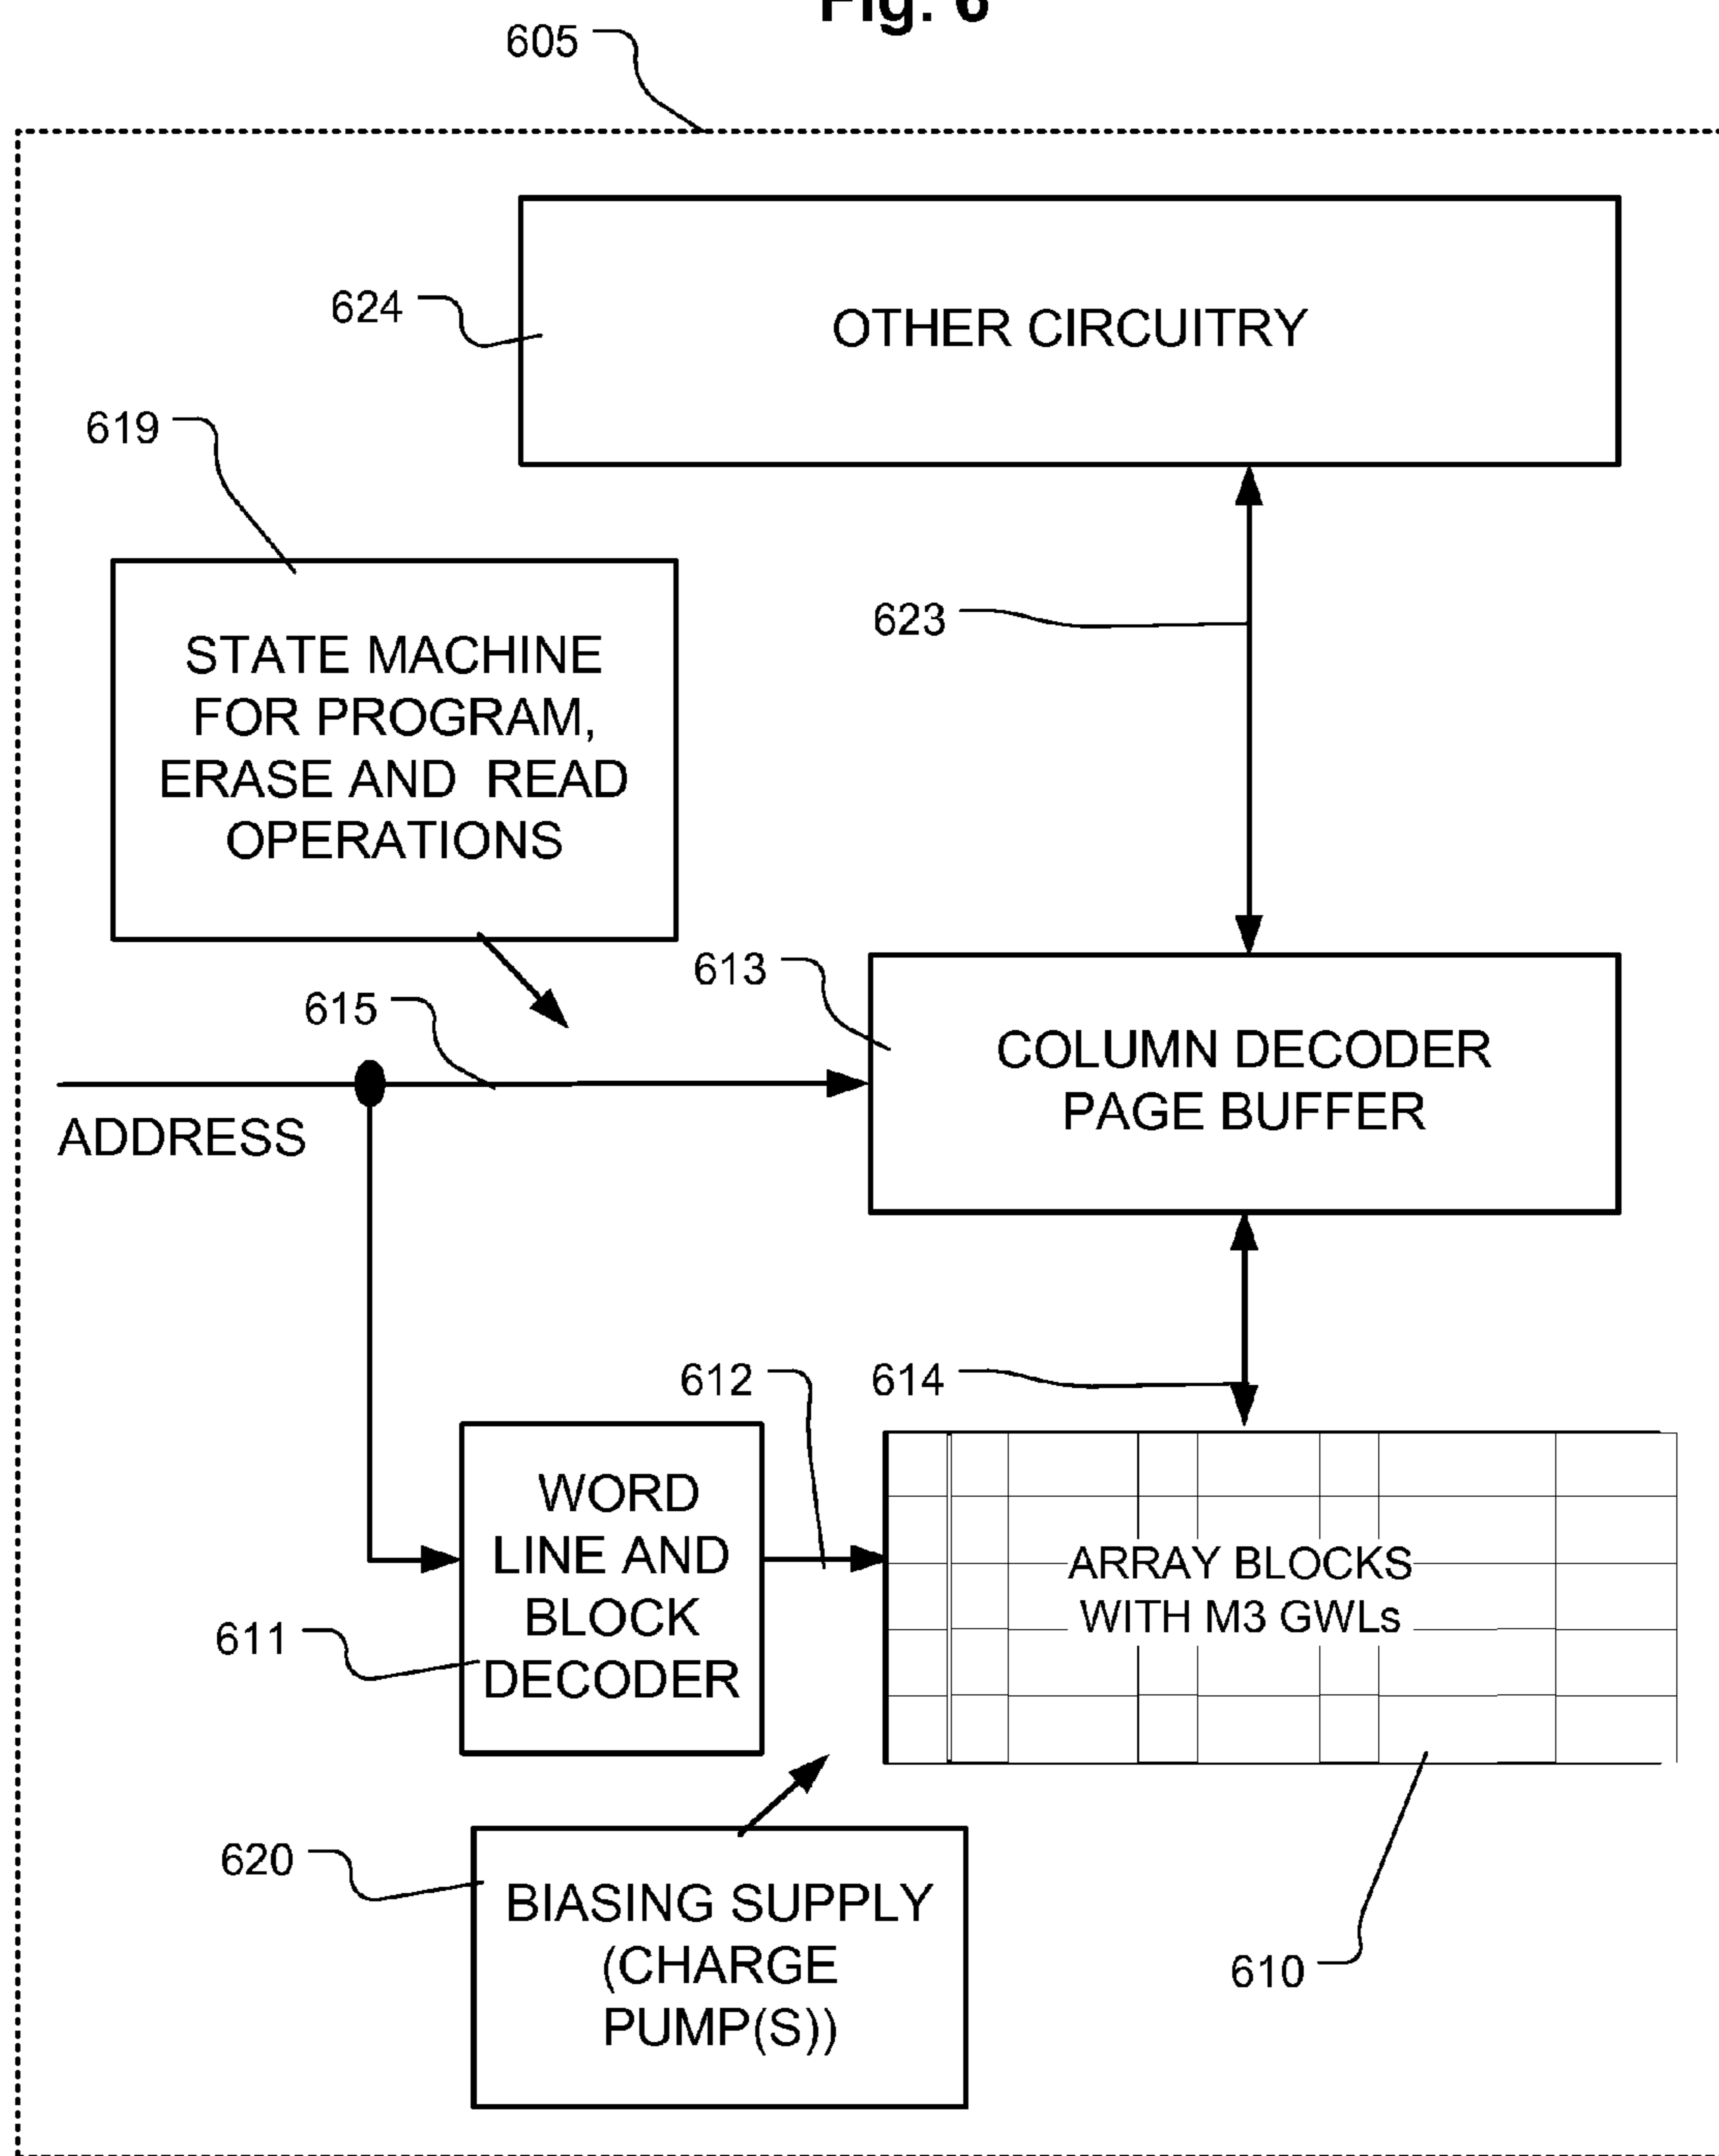 Fig. 6
605
624
OTHER CIRCUITRY
619
623
STATE MACHINE
FOR PROGRAM,
ERASE AND READ
OPERATIONS
613
615
COLUMN DECODER
PAGE BUFFER
ADDRESS
612
614
WORD
LINE AND
BLOCK
DECODER
611
ARRAY BLOCKS
WITH M3 GWLs
620
BIASING SUPPLY
(CHARGE
PUMP(S))
610